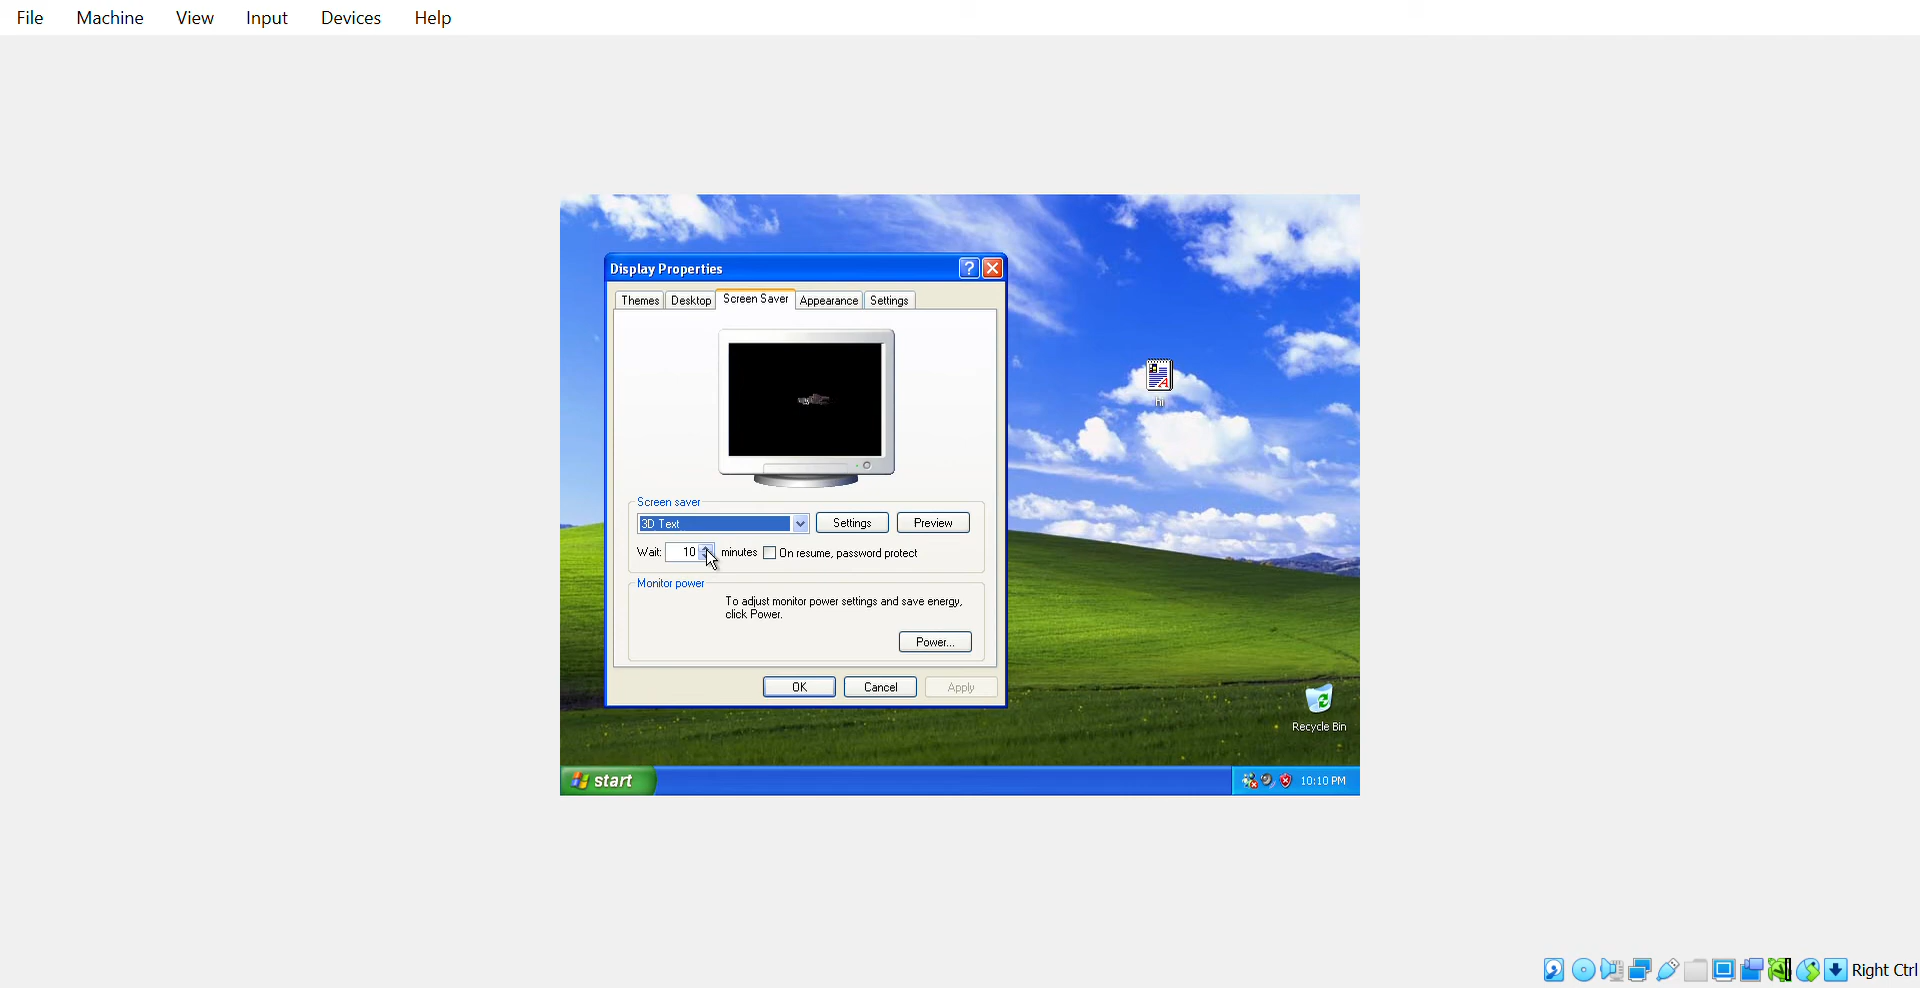 File Machine View Input Devices Help
Display Properties
Themes Desktop Screen Saver Appearance Settings
hi
Screen saver
3D Text Settings Preview
Wait: 10 minutes On resume, password protect
Monitor power
To adjust monitor power settings and save energy,
click Power.
Power...
OK Cancel Apply
Recycle Bin
start 10:10 PM
Right Ctrl